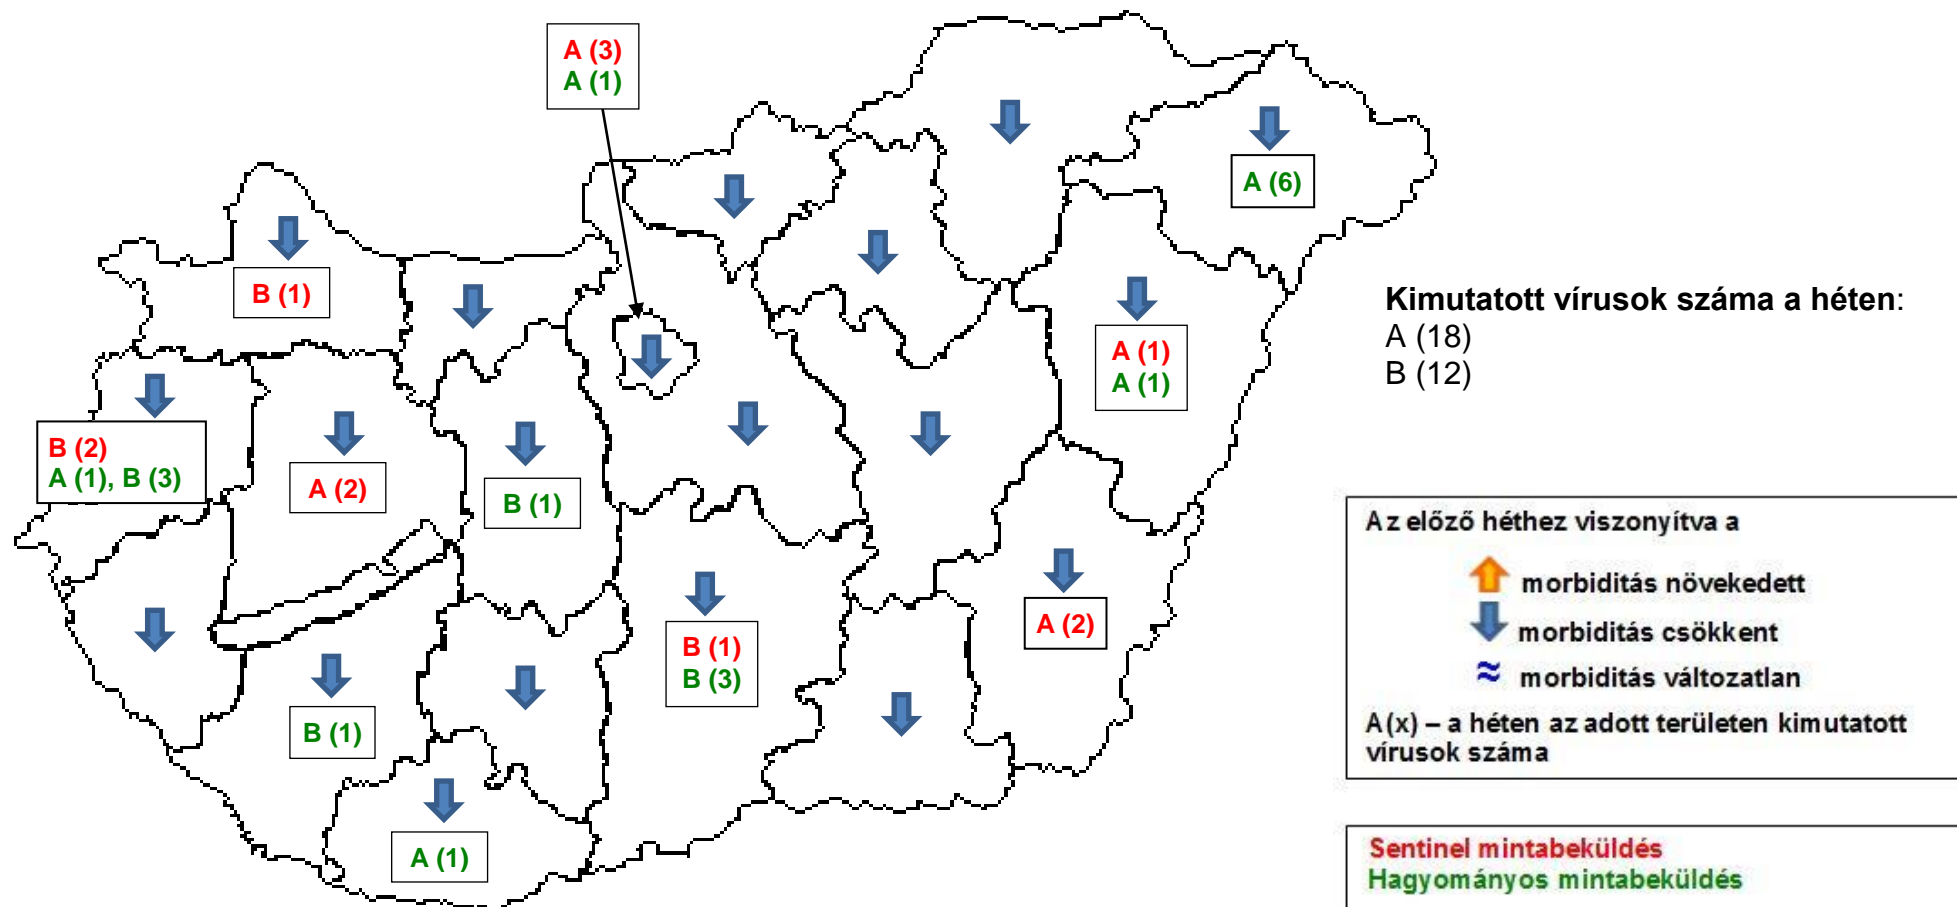 A (3)
A (1)
A (6)
B (1)
Kimutatott vírusok száma a héten:
A (18)
B (12)
A (1)
A (1)
B (2)
A (1), B (3)
A (2)
B (1)
Az előző héthez viszonyítva a
morbiditás növekedett
morbiditás csökkent
≈ morbiditás változatlan
A(x) – a héten az adott területen kimutatott
vírusok száma
A (2)
B (1)
B (3)
B (1)
A (1)
Sentinel mintabeküldés
Hagyományos mintabeküldés